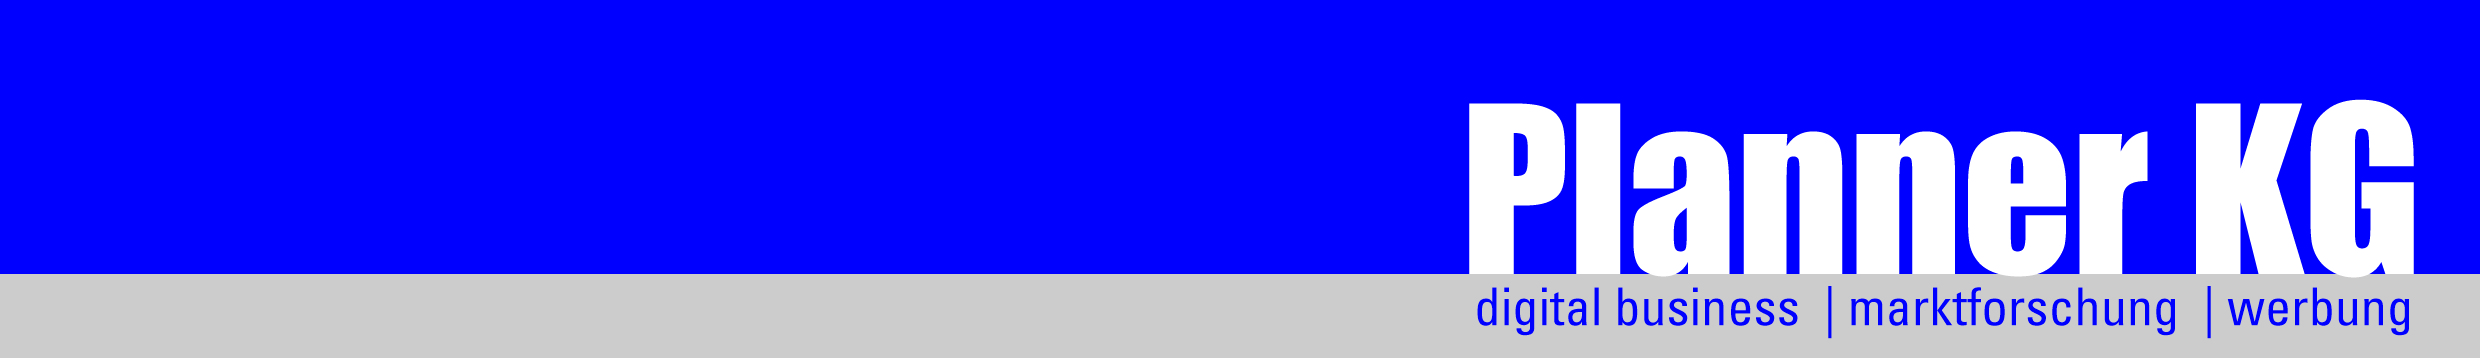 Planner KG
digital business | marktforschung | werbung